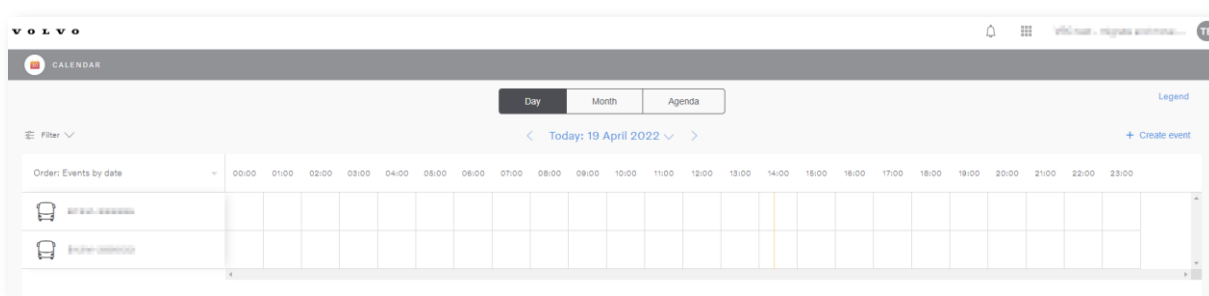 VOLVO
CALENDAR
Day Month Agenda
Legend
Filter
Today: 19 April 2022
+ Create event
Order: Events by date 00:00 01:00 02:00 03:00 04:00 05:00 06:00 07:00 08:00 09:00 10:00 11:00 12:00 13:00 14:00 15:00 16:00 17:00 18:00 19:00 20:00 21:00 22:00 23:00